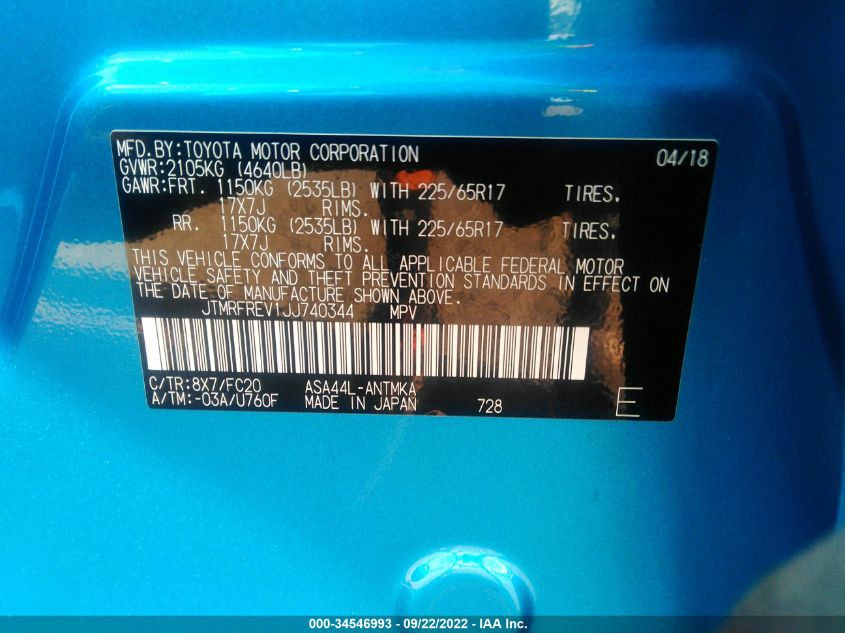 MFD.BY:TOYOTA MOTOR CORPORATION 04/18
GVWR:2105KG (4640LB)
GAWR:FRT. 1150KG (2535LB) WITH 225/65R17 TIRES.
17X7J RIMS.
RR. 1150KG (2535LB) WITH 225/65R17 TIRES.
17X7J RIMS.
THIS VEHICLE CONFORMS TO ALL APPLICABLE FEDERAL MOTOR
VEHICLE SAFETY AND THEFT PREVENTION STANDARDS IN EFFECT ON
THE DATE OF MANUFACTURE SHOWN ABOVE.
JTMRFREV1JJ740344 MPV
C/TR:8X7/FC20 ASA44L-ANTMKA
A/TM:-03A/U760F MADE IN JAPAN 728 E
000-34546993 - 09/22/2022 - IAA Inc.